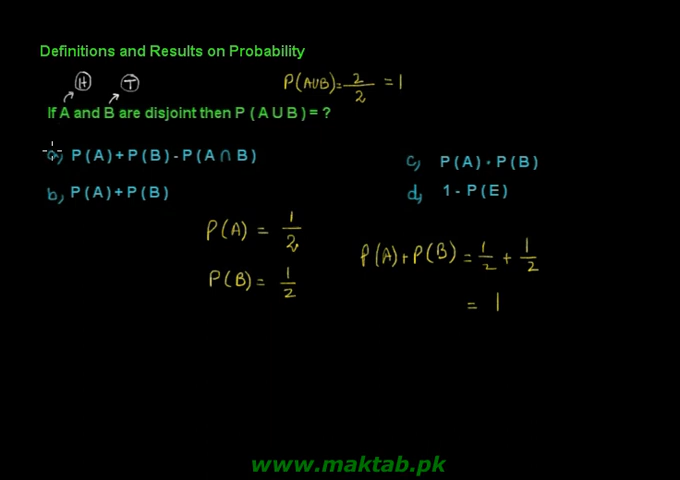 Definitions and Results on Probability
H T P(AUB)= 2/2 = 1
If A and B are disjoint then P ( A U B ) = ?
a) P ( A ) + P ( B ) - P ( A ∩ B )
c) P ( A ) · P ( B )
b) P ( A ) + P ( B )
d) 1 - P ( E )
P(A) = 1/2
P(A)+P(B) = 1/2 + 1/2
P(B) = 1/2
= 1
www.maktab.pk